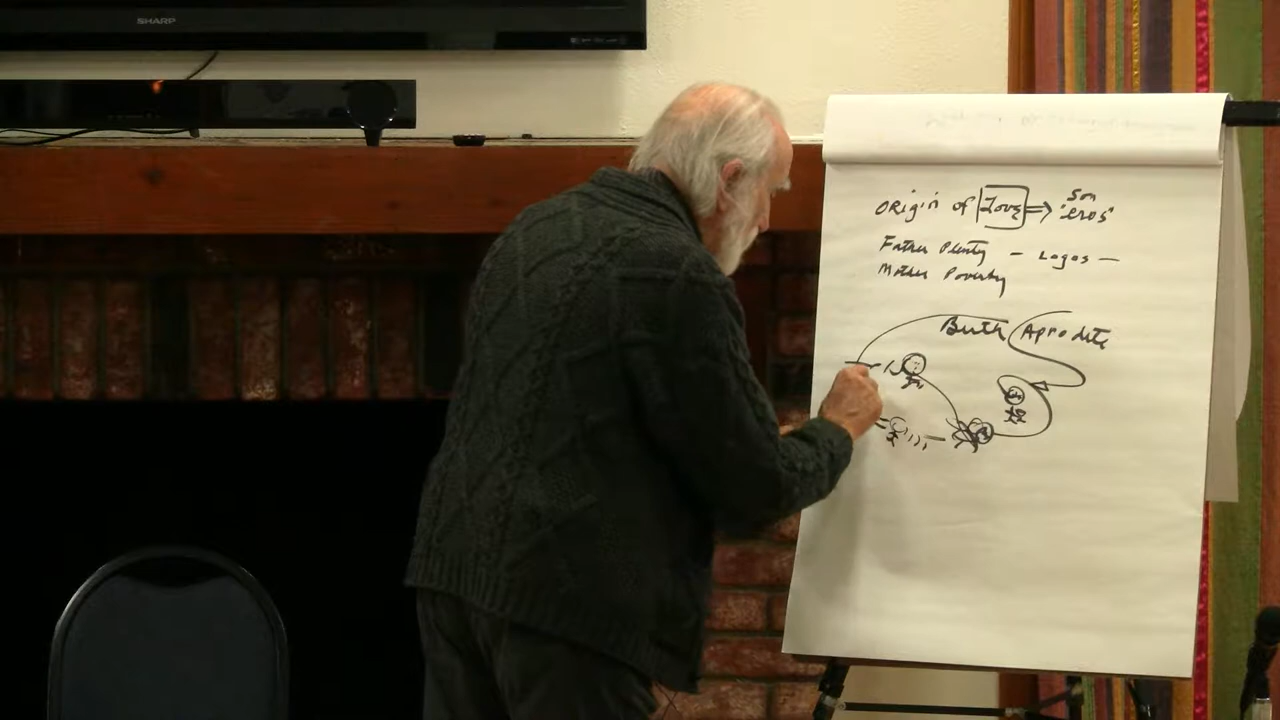 SHARP
Son
Origin of Love ⇒ 'eros'
Father Plenty — Logos —
Mother Poverty
Birth Aprodite